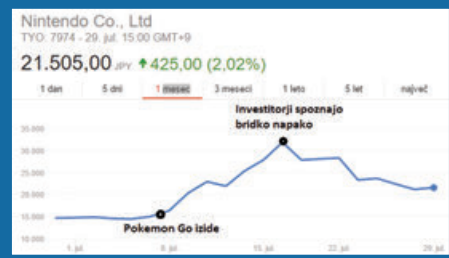 Nintendo Co., Ltd
TYO: 7974 - 29. jul. 15:00 GMT+9
21.505,00 JPY 425,00 (2,02%)
1 dan 5 dni 1 mesec 3 meseci 1 leto 5 let največ
Investitorji spoznajo
bridko napako
35.000
30.000
25.000
20.000
15.000
10.000
Pokemon Go izide
1. jul. 8. jul. 15. jul. 22. jul. 29. jul.